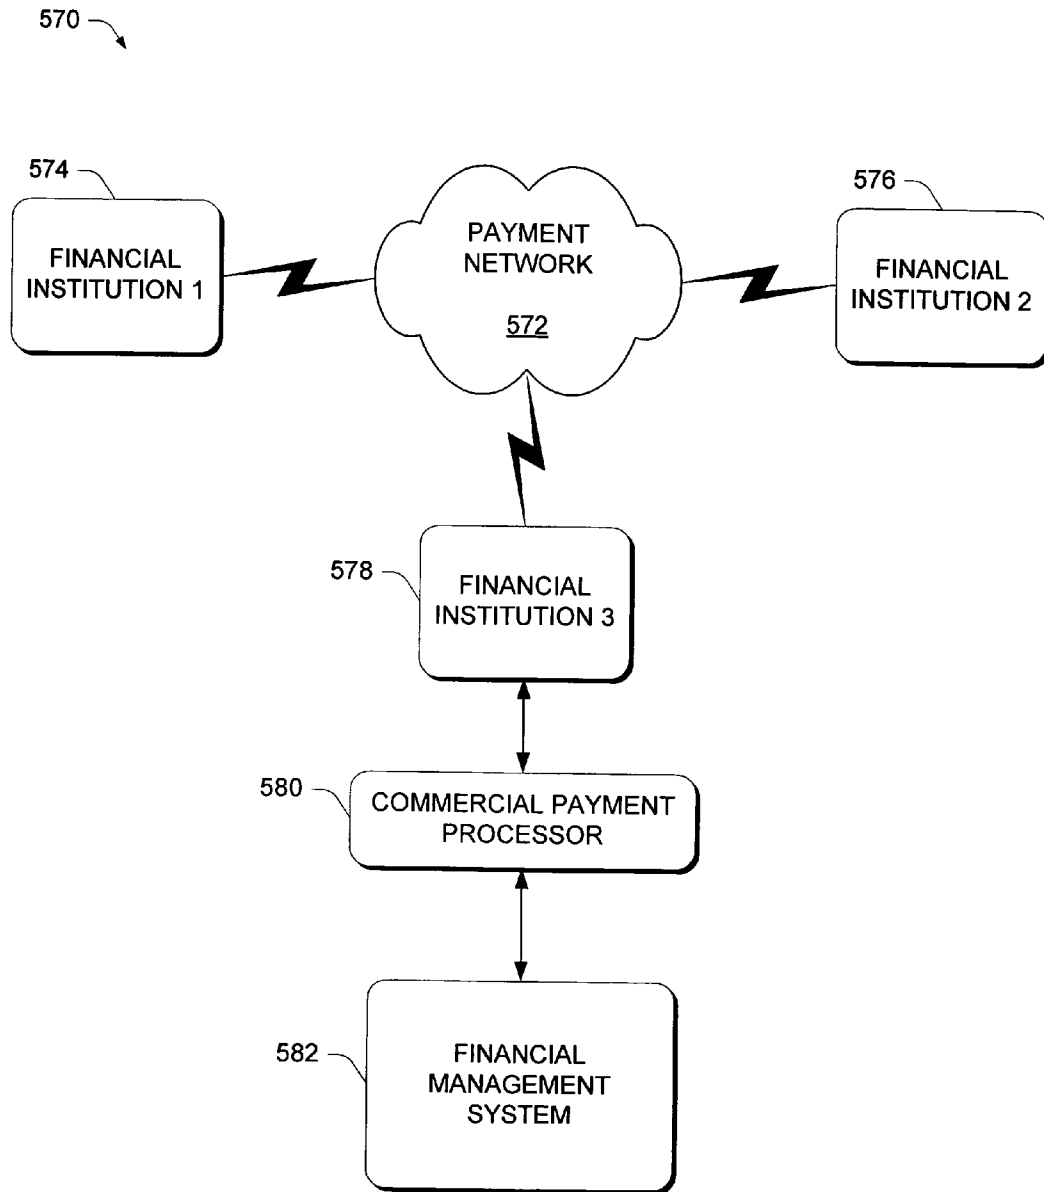 570
574
FINANCIAL
INSTITUTION 1
PAYMENT
NETWORK
572
576
FINANCIAL
INSTITUTION 2
578
FINANCIAL
INSTITUTION 3
580
COMMERCIAL PAYMENT
PROCESSOR
582
FINANCIAL
MANAGEMENT
SYSTEM